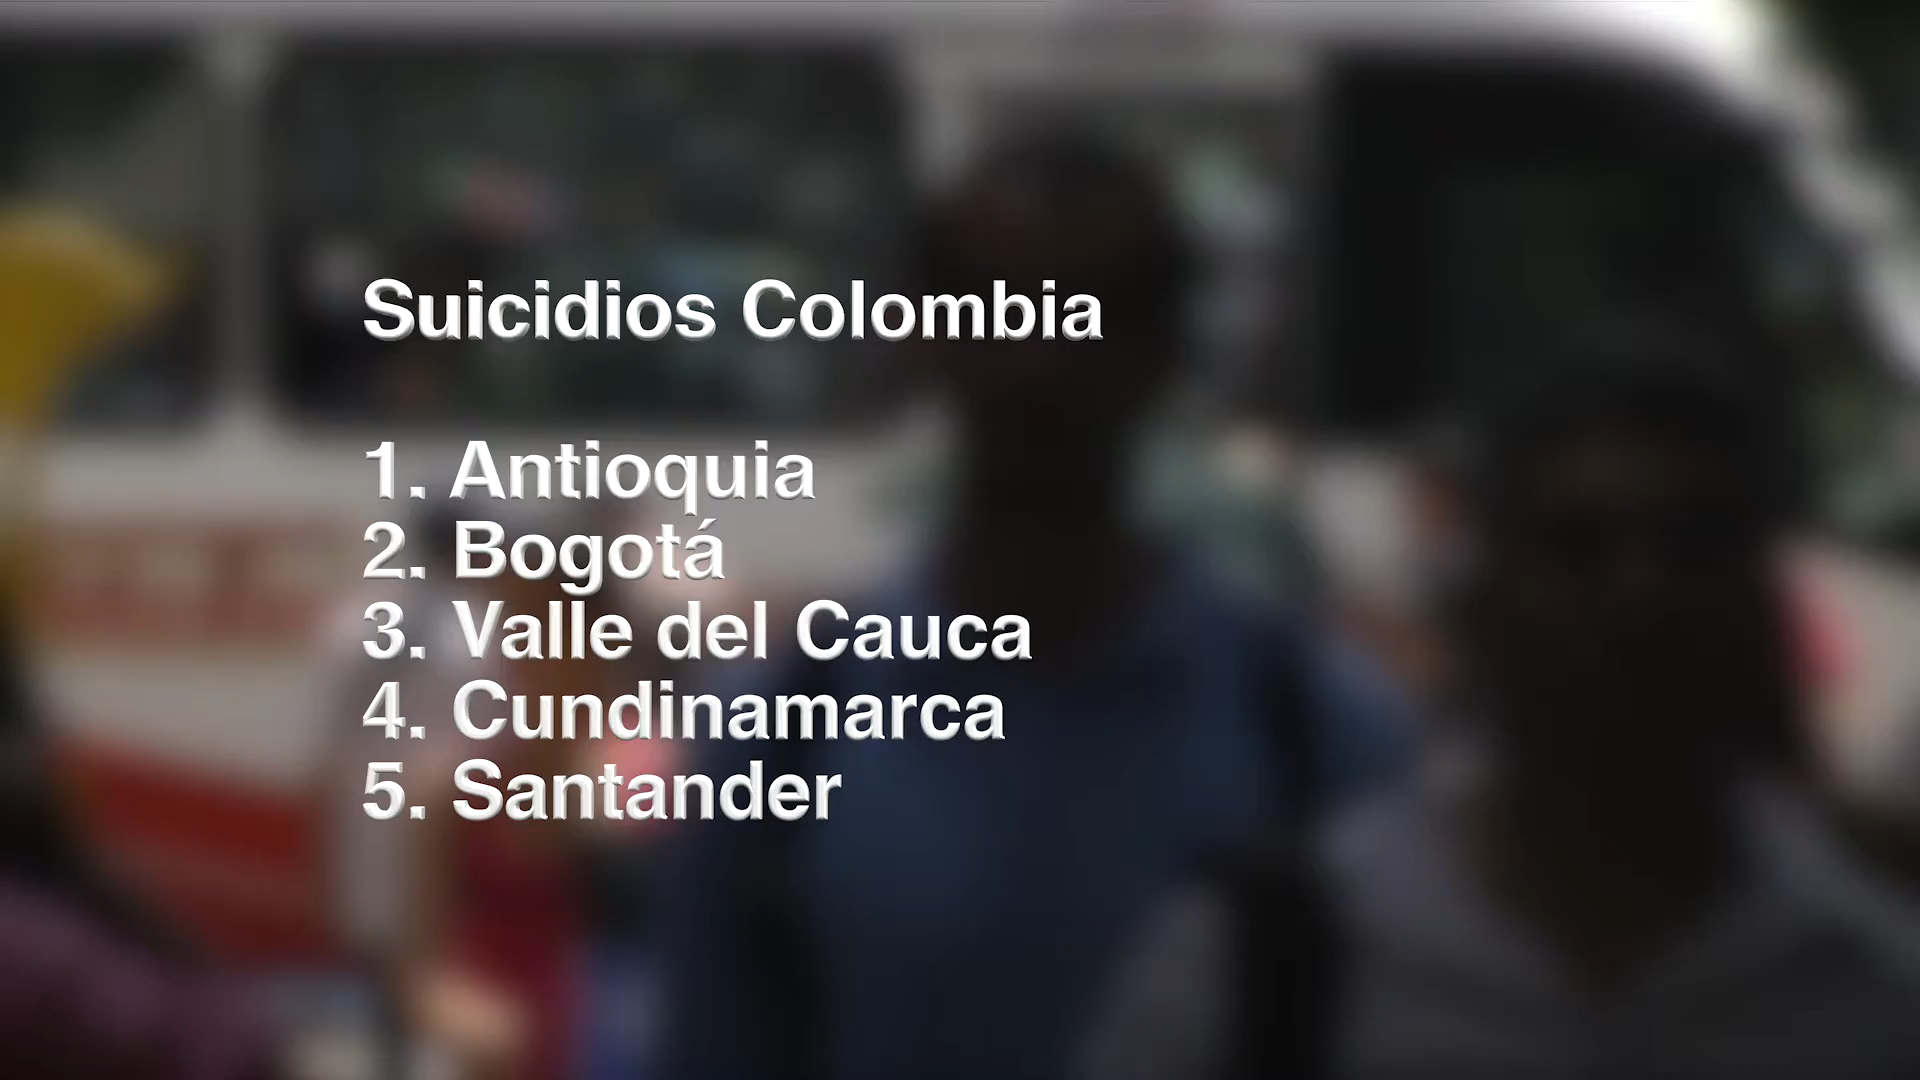 Suicidios Colombia
1. Antioquia
2. Bogotá
3. Valle del Cauca
4. Cundinamarca
5. Santander